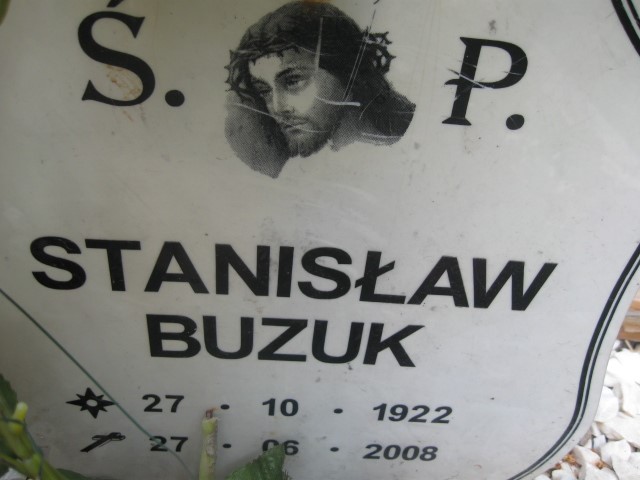 Ś. P.
STANISŁAW
BUZUK
27 · 10 · 1922
27 · 06 · 2008